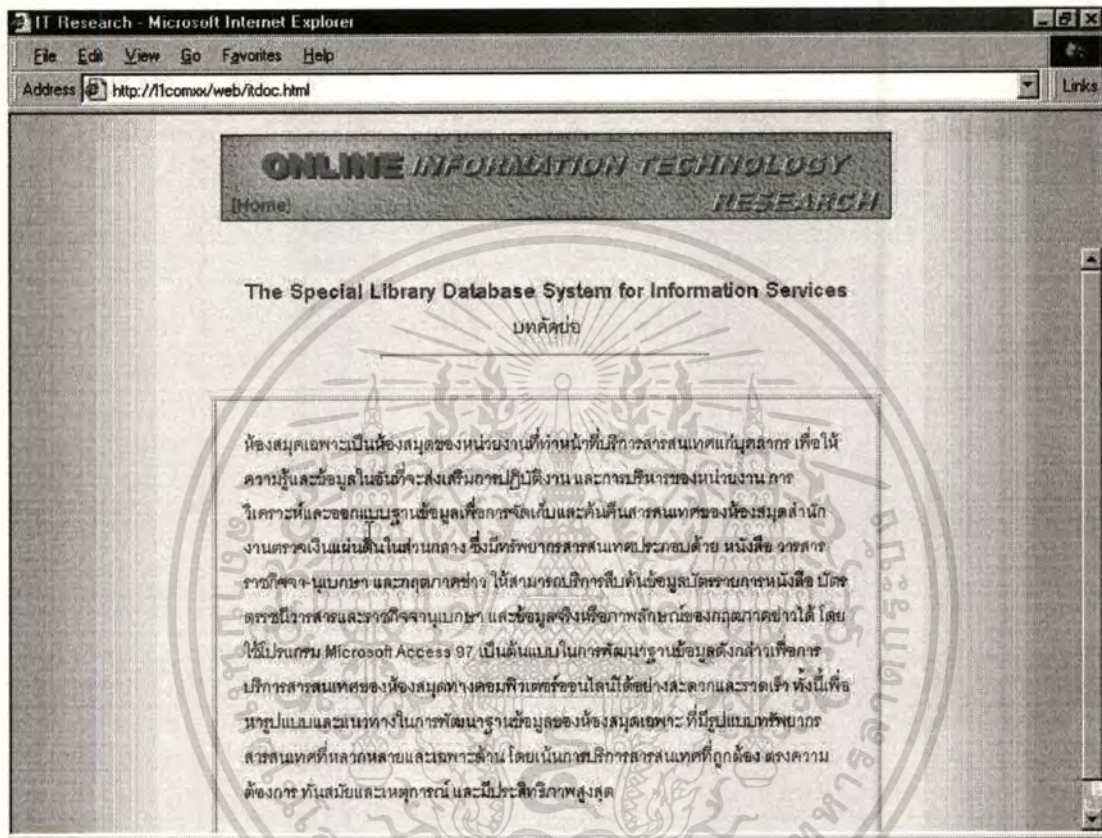 IT Research - Microsoft Internet Explorer
File Edit View Go Favorites Help
Address http://l1comxx/web/itdoc.html Links
ONLINE INFORMATION TECHNOLOGY
[Home] RESEARCH
The Special Library Database System for Information Services
บทคัดย่อ
ห้องสมุดเฉพาะเป็นห้องสมุดของหน่วยงานที่ทำหน้าที่บริการสารสนเทศแก่บุคลากร เพื่อให้
ความรู้และข้อมูลในอันที่จะส่งเสริมการปฏิบัติงาน และการบริหารของหน่วยงาน การ
วิเคราะห์และออกแบบฐานข้อมูลเพื่อการจัดเก็บและค้นคืนสารสนเทศของห้องสมุดสำนัก
งานตรวจเงินแผ่นดินในส่วนกลาง ซึ่งมีทรัพยากรสารสนเทศประกอบด้วย หนังสือ วารสาร
ราชกิจจา-นุเบกษา และกฤตภาคข่าว ให้สามารถบริการสืบค้นข้อมูลบัตรรายการหนังสือ บัตร
ดรรชนีวารสารและราชกิจจานุเบกษา และข้อมูลจริงหรือภาพลักษณ์ของกฤตภาคข่าวได้ โดย
ใช้โปรแกรม Microsoft Access 97 เป็นต้นแบบในการพัฒนาฐานข้อมูลดังกล่าวเพื่อการ
บริการสารสนเทศของห้องสมุดทางคอมพิวเตอร์ออนไลน์ได้อย่างสะดวกและรวดเร็ว ทั้งนี้เพื่อ
หารูปแบบและแนวทางในการพัฒนาฐานข้อมูลของห้องสมุดเฉพาะ ที่มีรูปแบบทรัพยากร
สารสนเทศที่หลากหลายและเฉพาะด้าน โดยเน้นการบริการสารสนเทศที่ถูกต้อง ตรงความ
ต้องการ ทันสมัยและเหตุการณ์ และมีประสิทธิภาพสูงสุด